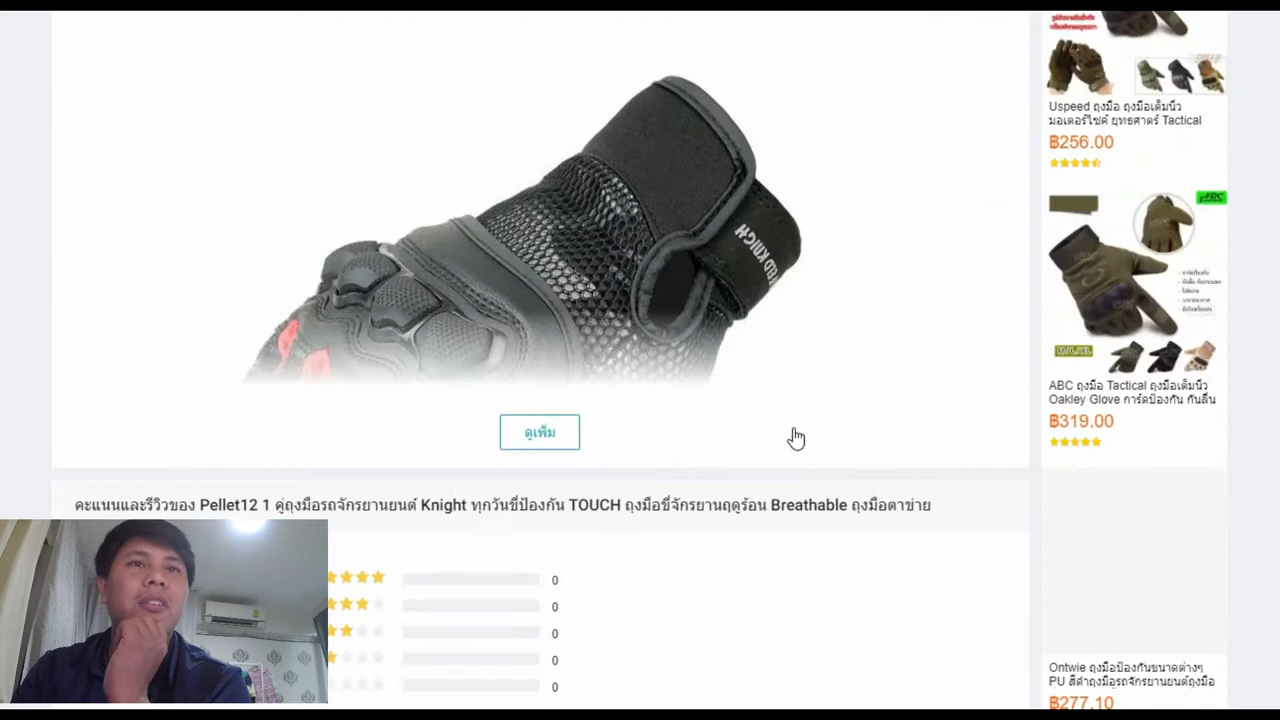 Uspeed ถุงมือ ถุงมือเต็มนิ้ว
มอเตอร์ไซค์ ยุทธศาตร์ Tactical
฿256.00
ABC ถุงมือ Tactical ถุงมือเต็มนิ้ว
Oakley Glove การ์ดป้องกัน กันลื่น
฿319.00
ดูเพิ่ม
คะแนนและรีวิวของ Pellet12 1 คู่ถุงมือรถจักรยานยนต์ Knight ทุกวันขี่ป้องกัน TOUCH ถุงมือขี่จักรยานฤดูร้อน Breathable ถุงมือตาข่าย
0
0
0
0
0
Ontwie ถุงมือป้องกันขนาดต่างๆ
PU สีดำถุงมือรถจักรยานยนต์ถุงมือ
฿277.10